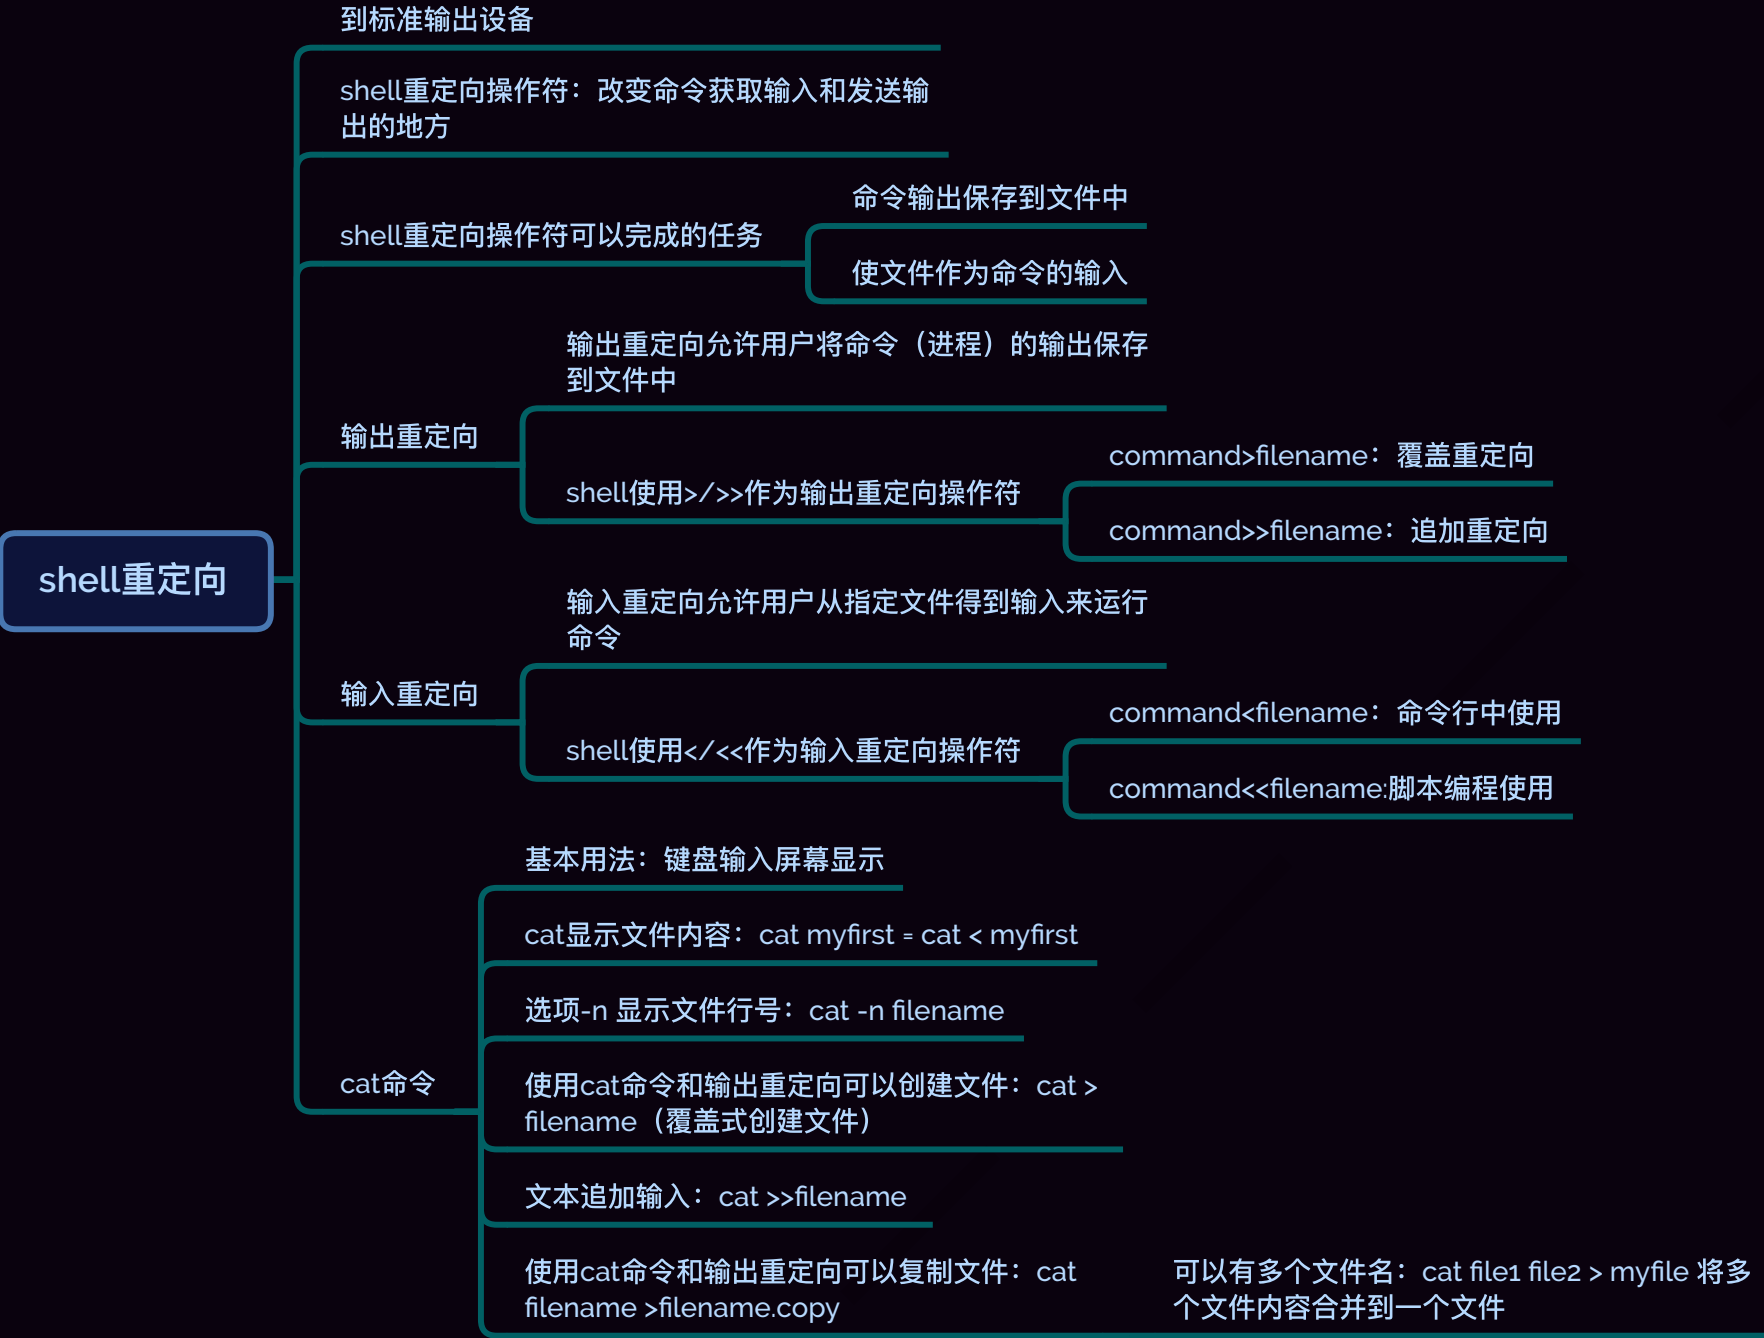 到标准输出设备
shell重定向操作符：改变命令获取输入和发送输
出的地方
shell重定向操作符可以完成的任务
命令输出保存到文件中
使文件作为命令的输入
输出重定向
输出重定向允许用户将命令（进程）的输出保存
到文件中
shell使用>/>>作为输出重定向操作符
command>filename：覆盖重定向
command>>filename：追加重定向
shell重定向
输入重定向
输入重定向允许用户从指定文件得到输入来运行
命令
shell使用</<<作为输入重定向操作符
command<filename：命令行中使用
command<<filename:脚本编程使用
cat命令
基本用法：键盘输入屏幕显示
cat显示文件内容：cat myfirst = cat < myfirst
选项-n 显示文件行号：cat -n filename
使用cat命令和输出重定向可以创建文件：cat >
filename（覆盖式创建文件）
文本追加输入：cat >>filename
使用cat命令和输出重定向可以复制文件：cat
filename >filename.copy
可以有多个文件名：cat file1 file2 > myfile 将多
个文件内容合并到一个文件